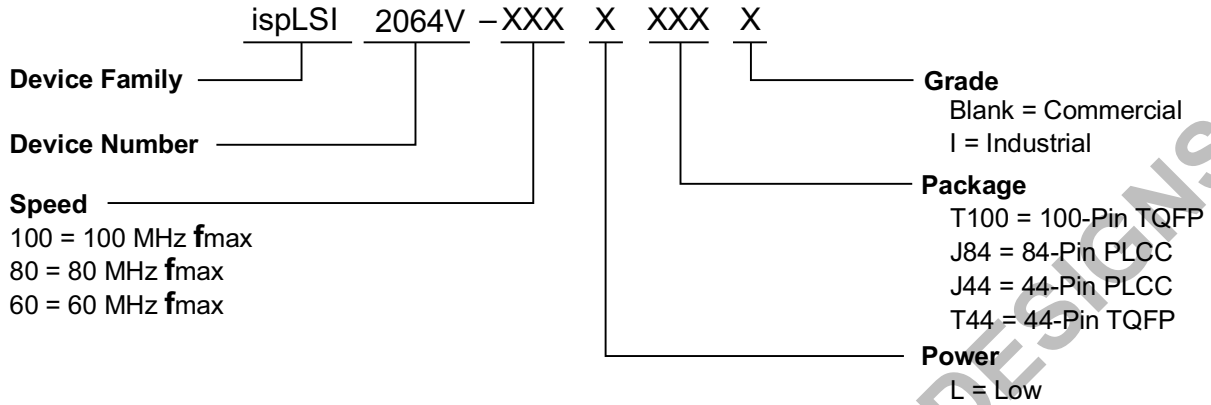 ispLSI 2064V – XXX X XXX X
Device Family
Device Number
Speed
100 = 100 MHz fmax
80 = 80 MHz fmax
60 = 60 MHz fmax
Grade
Blank = Commercial
I = Industrial
Package
T100 = 100-Pin TQFP
J84 = 84-Pin PLCC
J44 = 44-Pin PLCC
T44 = 44-Pin TQFP
Power
L = Low
DESIGNS